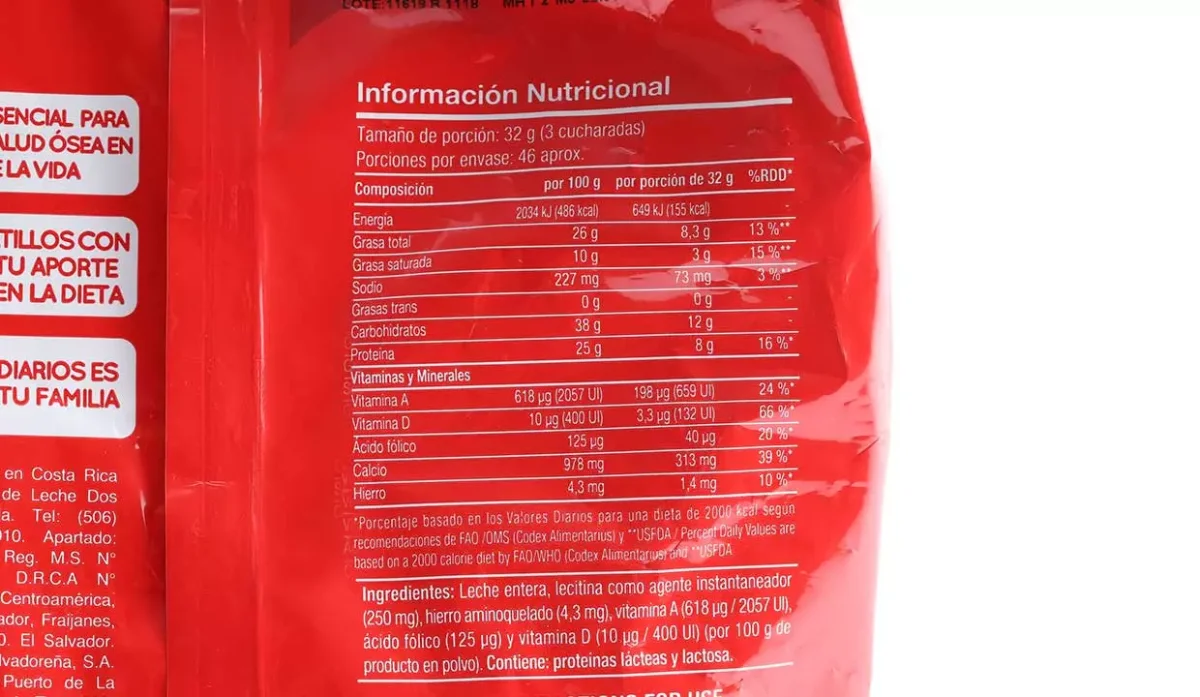 LOTE:11619 R 1118
SENCIAL PARA
ALUD ÓSEA EN
E LA VIDA
TILLOS CON
TU APORTE
EN LA DIETA
DIARIOS ES
TU FAMILIA
en Costa Rica
de Leche Dos
a. Tel: (506)
010. Apartado:
Reg. M.S. N°
D.R.C.A N°
Centroamérica,
ador, Fraijanes,
0. El Salvador.
lvadoreña, S.A.
Puerto de La
Información Nutricional
Tamaño de porción: 32 g (3 cucharadas)
Porciones por envase: 46 aprox.
Composición por 100 g por porción de 32 g %RDD*
Energía 2034 kJ (486 kcal) 649 kJ (155 kcal) -
Grasa total 26 g 8,3 g 13 %**
Grasa saturada 10 g 3 g 15 %**
Sodio 227 mg 73 mg 3 %**
Grasas trans 0 g 0 g -
Carbohidratos 38 g 12 g -
Proteína 25 g 8 g 16 %*
Vitaminas y Minerales
Vitamina A 618 µg (2057 UI) 198 µg (659 UI) 24 %*
Vitamina D 10 µg (400 UI) 3,3 µg (132 UI) 66 %*
Ácido fólico 125 µg 40 µg 20 %*
Calcio 978 mg 313 mg 39 %*
Hierro 4,3 mg 1,4 mg 10 %*
*Porcentaje basado en los Valores Diarios para una dieta de 2000 kcal según
recomendaciones de FAO /OMS (Codex Alimentarius) y **USFDA / Percent Daily Values are
based on a 2000 calorie diet by FAO/WHO (Codex Alimentarius) and **USFDA
Ingredientes: Leche entera, lecitina como agente instantaneador
(250 mg), hierro aminoquelado (4,3 mg), vitamina A (618 µg / 2057 UI),
ácido fólico (125 µg) y vitamina D (10 µg / 400 UI) (por 100 g de
producto en polvo). Contiene: proteínas lácteas y lactosa.
FOR USE